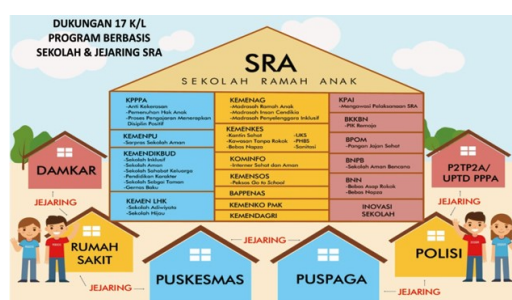 DUKUNGAN 17 K/L
PROGRAM BERBASIS
SEKOLAH & JEJARING SRA
SRA
SEKOLAH RAMAH ANAK
KPPPA
-Anti Kekerasan
-Pemenuhan Hak Anak
-Proses Pengajaran Menerapkan
Disiplin Positif
KEMENPU
-Sarpras Sekolah Aman
KEMENDIKBUD
-Sekolah Inklusif
-Sekolah Aman
-Sekolah Sahabat Keluarga
-Pendidikan Karakter
-Sekolah Sebagai Taman
-Gernas Baku
KEMEN LHK
-Sekolah Adiwiyata
-Sekolah Hijau
KEMENAG
-Madrasah Ramah Anak
-Madrasah Insan Cendikia
-Madrasah Penyelenggara Inklusif
KEMENKES
-Kantin Sehat
-Kawasan Tanpa Rokok
-Bebas Napza
-UKS
-PHBS
-Sanitasi
KOMINFO
-Internet Sehat dan Aman
KEMENSOS
-Peksos Go to School
BAPPENAS
KEMENKO PMK
KEMENDAGRI
KPAI
-Mengawasi Pelaksanaan SRA
BKKBN
-PIK Remaja
BPOM
-Pangan Jajan Sehat
BNPB
-Sekolah Aman Bencana
BNN
-Bebas Asap Rokok
-Bebas Napza
INOVASI
SEKOLAH
DAMKAR
P2TP2A/
UPTD PPPA
JEJARING
JEJARING
RUMAH
SAKIT
JEJARING
POLISI
PUSKESMAS
PUSPAGA
JEJARING
JEJARING